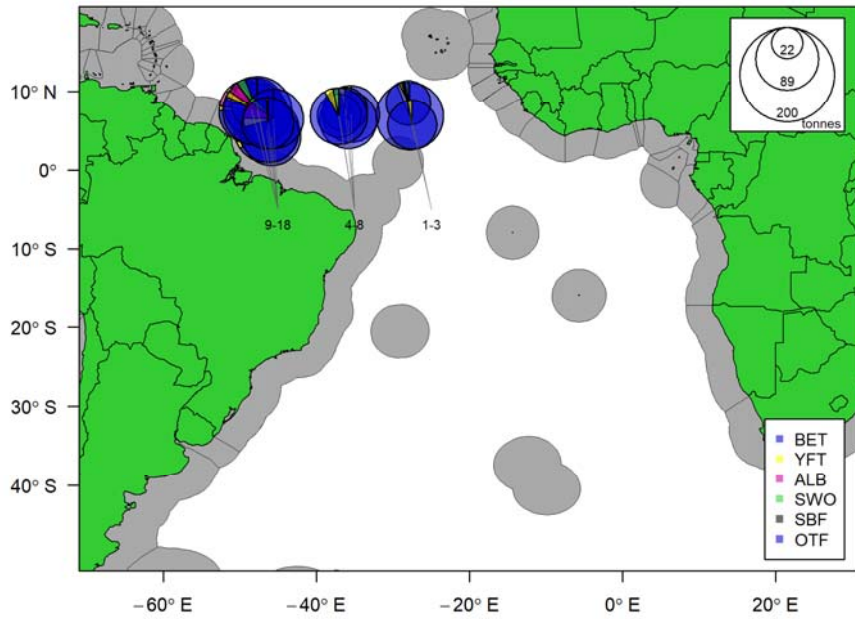 22
89
200
tonnes
10° N
0°
10° S
20° S
30° S
40° S
9-18
4-8
1-3
BET
YFT
ALB
SWO
SBF
OTF
−60° E
−40° E
−20° E
0° E
20° E